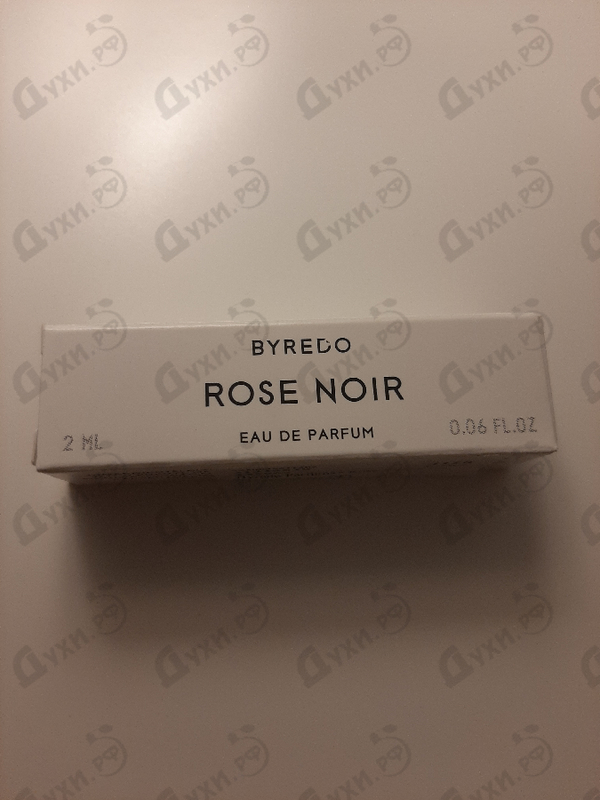 BYREDO
ROSE NOIR
EAU DE PARFUM
2 ML
0.06 FL.OZ
Духи.рф